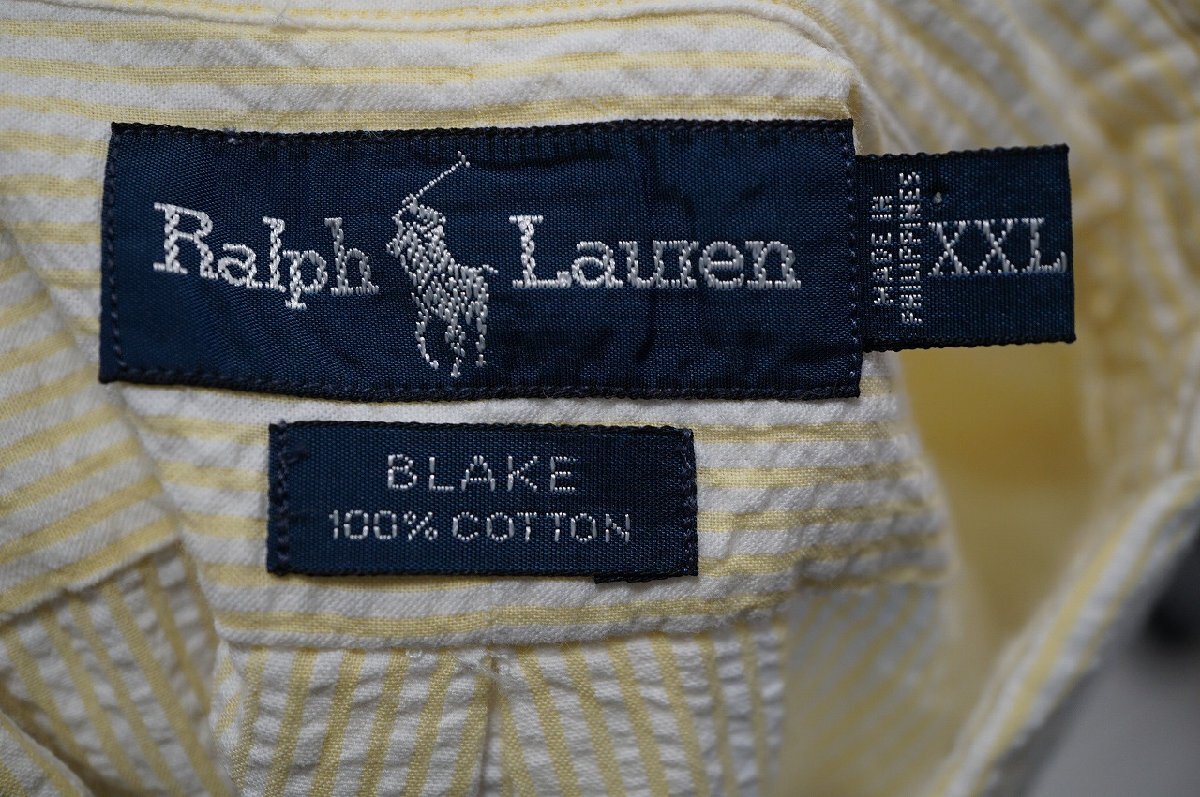 Ralph Lauren
MADE IN
PHILIPPINES
XXL
BLAKE
100% COTTON